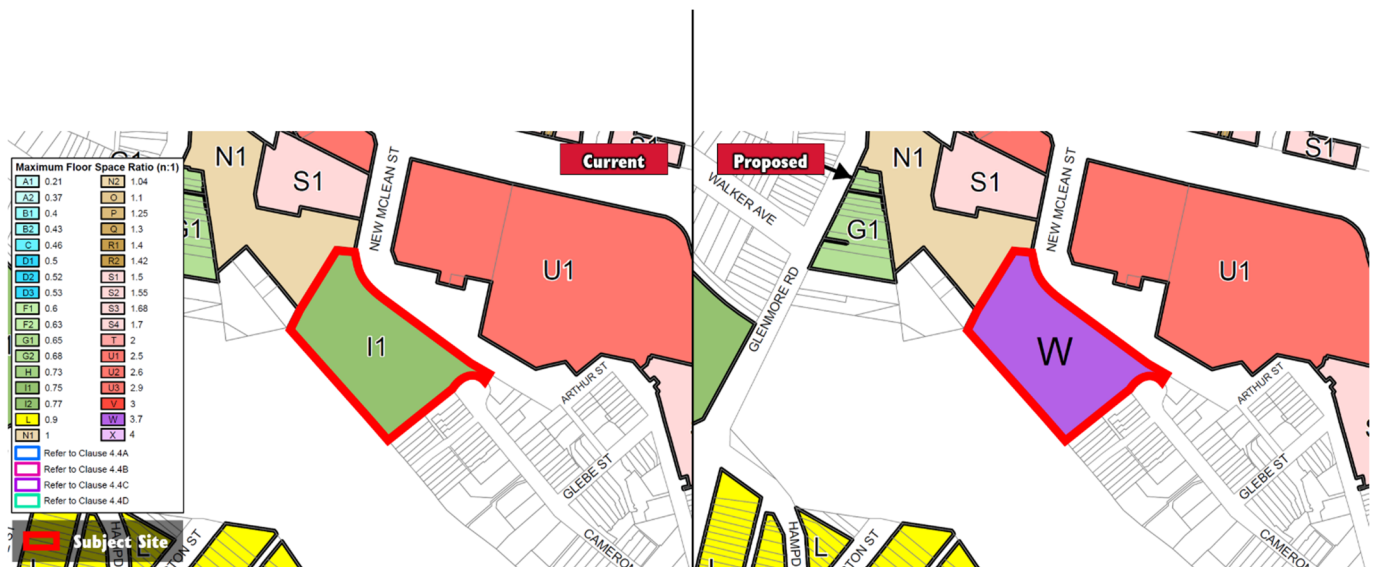 Current
Proposed
N1
S1
NEW MCLEAN ST
U1
I1
ARTHUR ST
GLEBE ST
Maximum Floor Space Ratio (n:1)
A1 0.21 N2 1.04
A2 0.37 O 1.1
B1 0.4 P 1.25
B2 0.43 Q 1.3
C 0.46 R1 1.4
D1 0.5 R2 1.42
D2 0.52 S1 1.5
D3 0.53 S2 1.55
F1 0.6 S3 1.68
F2 0.63 S4 1.7
G1 0.65 T 2
G2 0.68 U1 2.5
H 0.73 U2 2.6
I1 0.75 U3 2.9
I2 0.77 V 3
L 0.9 W 3.7
N1 1 X 4
Refer to Clause 4.4A
Refer to Clause 4.4B
Refer to Clause 4.4C
Refer to Clause 4.4D
Subject Site
L
N1
S1
S1
WALKER AVE
G1
GLENMORE RD
NEW MCLEAN ST
U1
W
ARTHUR ST
GLEBE ST
L